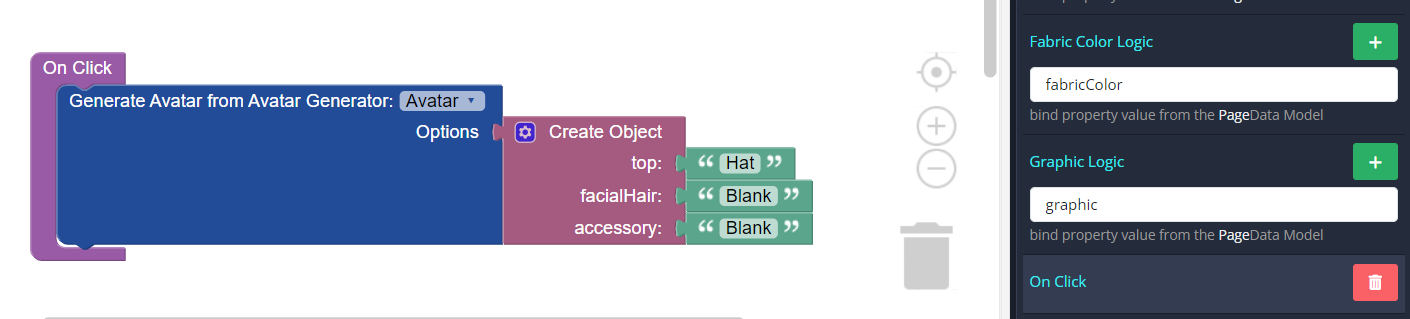 On Click
Generate Avatar from Avatar Generator: Avatar
Options
Create Object
top: “ Hat ”
facialHair: “ Blank ”
accessory: “ Blank ”
Fabric Color Logic
fabricColor
bind property value from the PageData Model
Graphic Logic
graphic
bind property value from the PageData Model
On Click